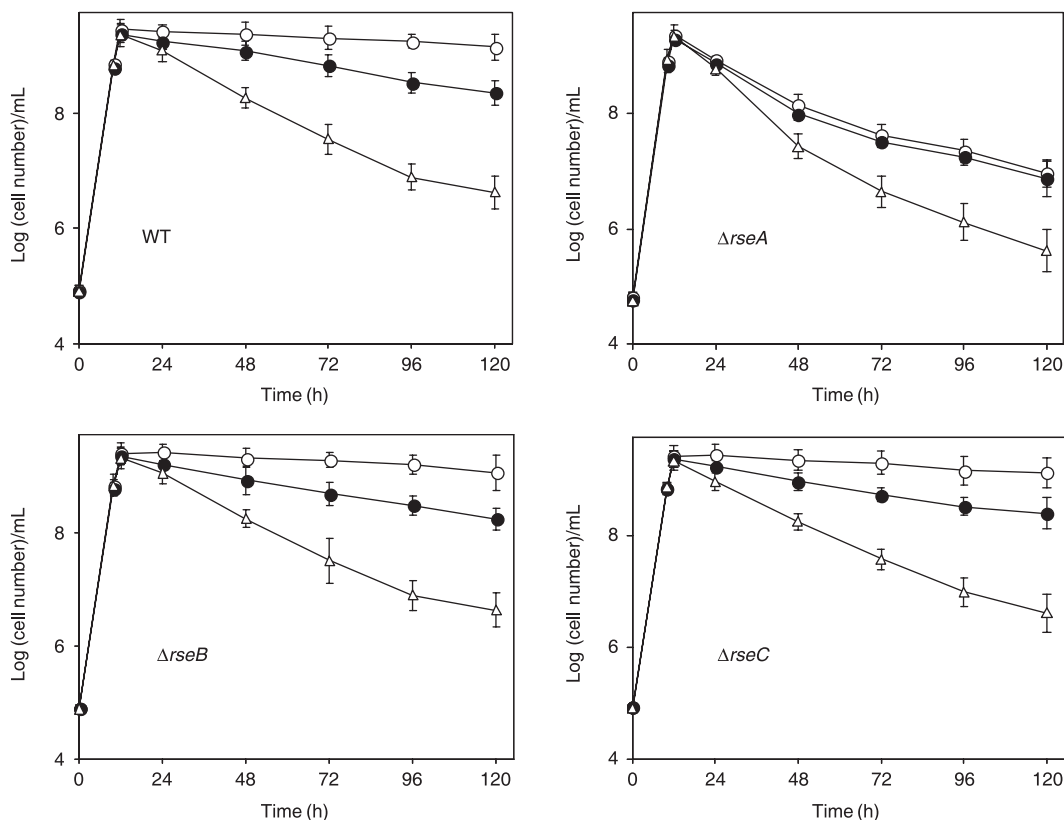 Log (cell number)/mL
8
6
4
WT
0 24 48 72 96 120
Time (h)
Log (cell number)/mL
8
6
4
ΔrseA
0 24 48 72 96 120
Time (h)
Log (cell number)/mL
8
6
4
ΔrseB
0 24 48 72 96 120
Time (h)
Log (cell number)/mL
8
6
4
ΔrseC
0 24 48 72 96 120
Time (h)